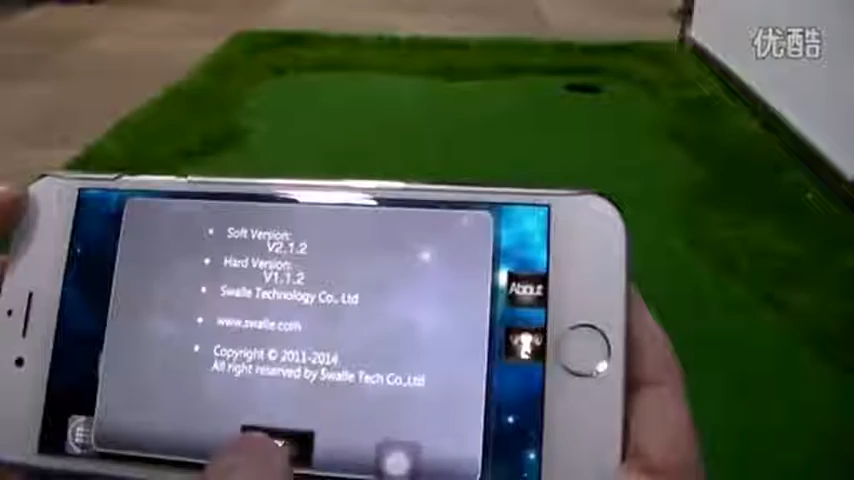 优酷
Soft Version:
V2.1.2
Hard Version:
V1.1.2
Swalle Technology Co., Ltd
www.swalle.com
Copyright © 2011-2014
All right reserved by Swalle Tech Co.,Ltd
About